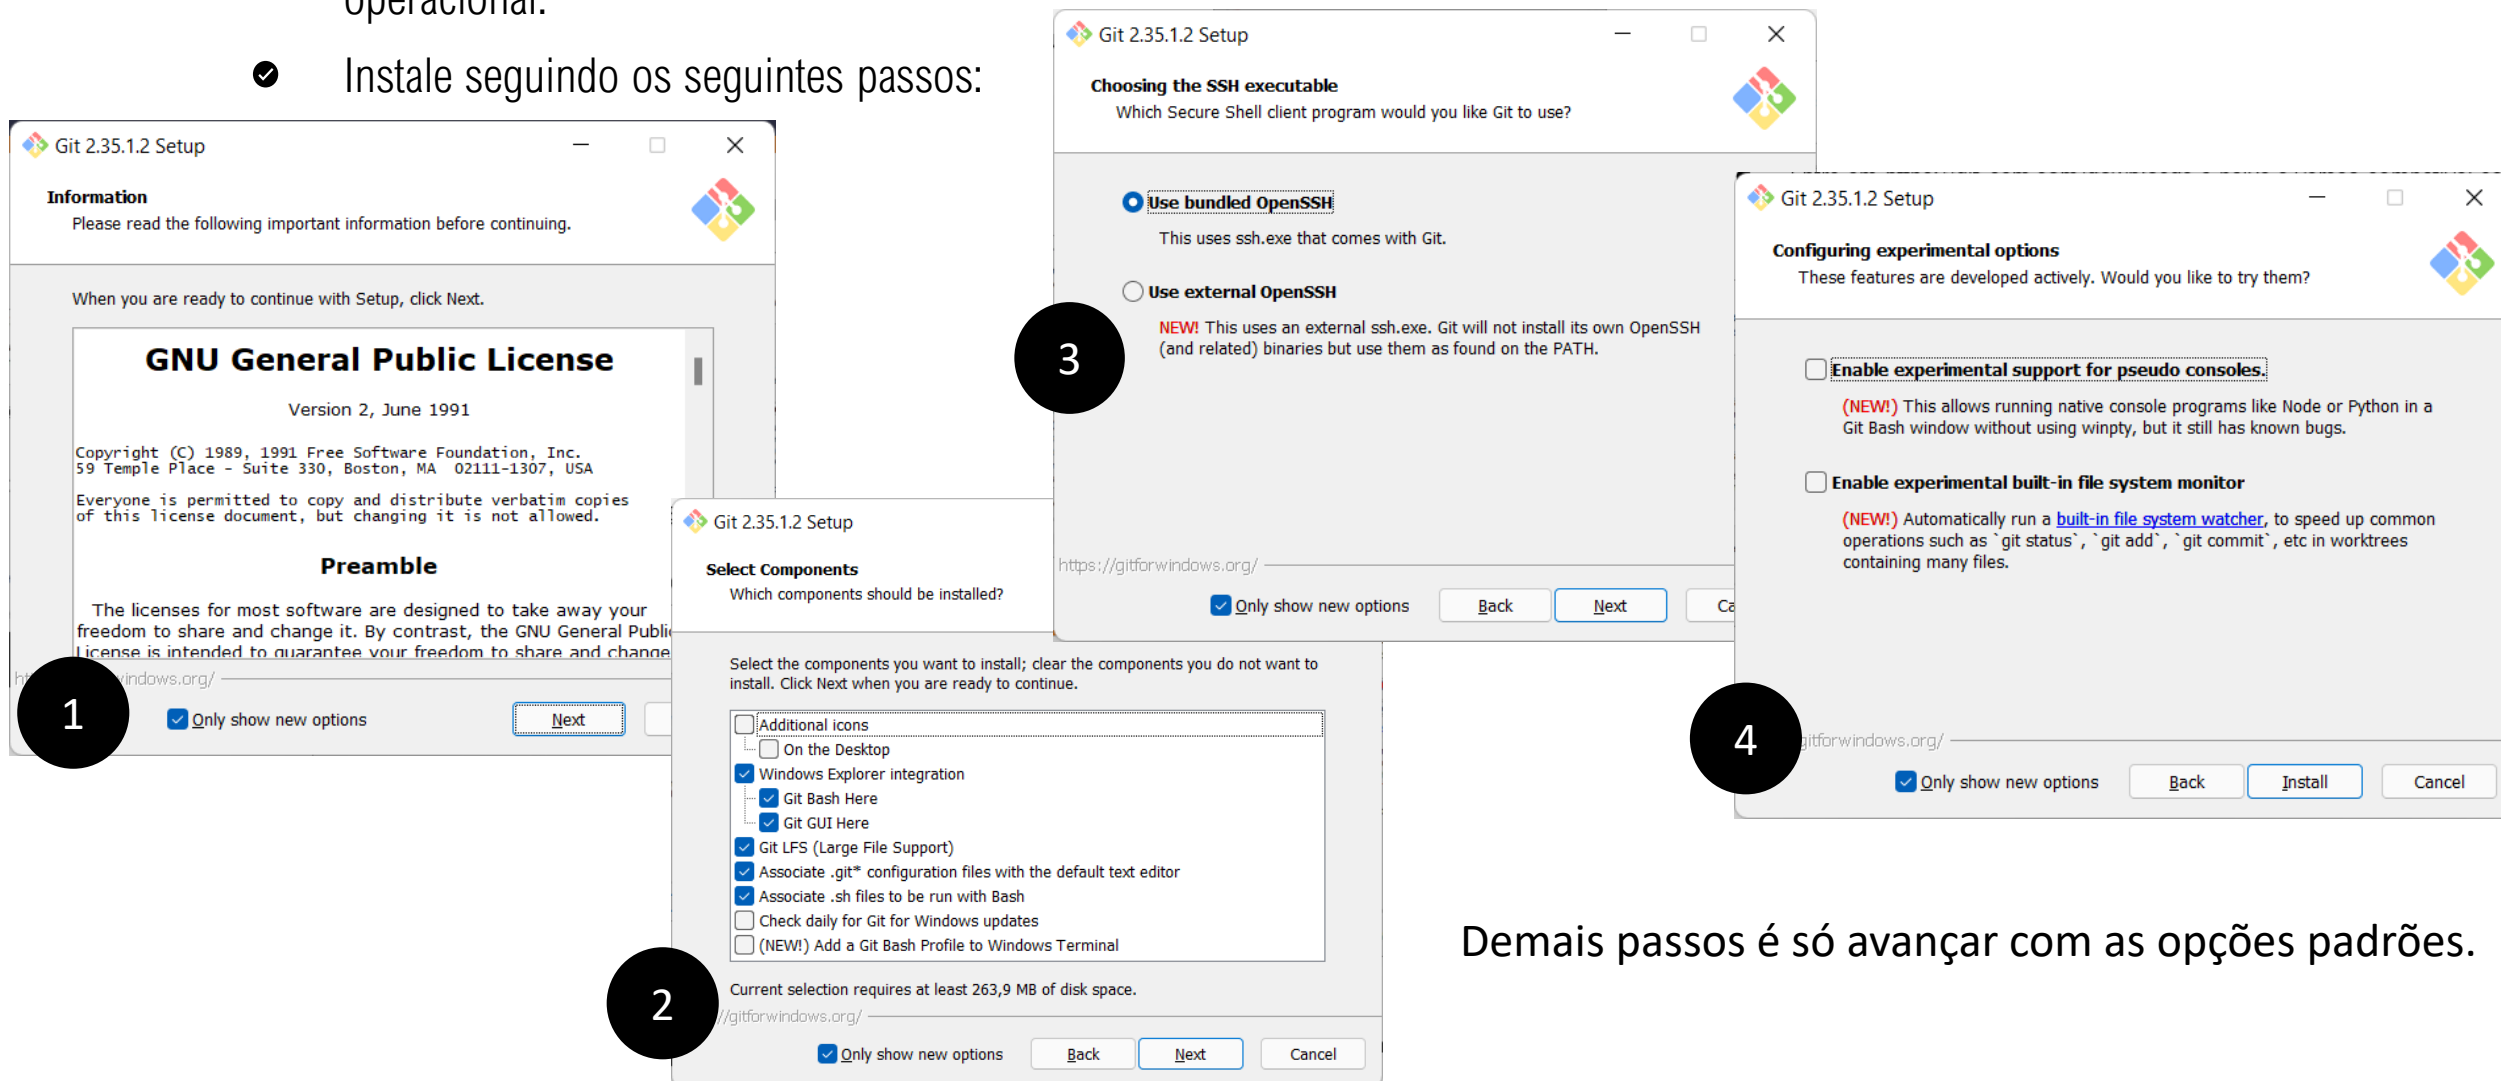 operacional.
Instale seguindo os seguintes passos:
Git 2.35.1.2 Setup
Information
Please read the following important information before continuing.
When you are ready to continue with Setup, click Next.
GNU General Public License
Version 2, June 1991
Copyright (C) 1989, 1991 Free Software Foundation, Inc.
59 Temple Place - Suite 330, Boston, MA 02111-1307, USA
Everyone is permitted to copy and distribute verbatim copies
of this license document, but changing it is not allowed.
Preamble
The licenses for most software are designed to take away your
freedom to share and change it. By contrast, the GNU General Public
License is intended to guarantee your freedom to share and change
indows.org/
1
Only show new options
Next
Git 2.35.1.2 Setup
Select Components
Which components should be installed?
Select the components you want to install; clear the components you do not want to
install. Click Next when you are ready to continue.
Additional icons
On the Desktop
Windows Explorer integration
Git Bash Here
Git GUI Here
Git LFS (Large File Support)
Associate .git* configuration files with the default text editor
Associate .sh files to be run with Bash
Check daily for Git for Windows updates
(NEW!) Add a Git Bash Profile to Windows Terminal
2
Current selection requires at least 263,9 MB of disk space.
//gitforwindows.org/
Only show new options
Back
Next
Cancel
Git 2.35.1.2 Setup
Choosing the SSH executable
Which Secure Shell client program would you like Git to use?
Use bundled OpenSSH
This uses ssh.exe that comes with Git.
Use external OpenSSH
NEW! This uses an external ssh.exe. Git will not install its own OpenSSH
(and related) binaries but use them as found on the PATH.
3
https://gitforwindows.org/
Only show new options
Back
Next
Ca
Git 2.35.1.2 Setup
Configuring experimental options
These features are developed actively. Would you like to try them?
Enable experimental support for pseudo consoles.
(NEW!) This allows running native console programs like Node or Python in a
Git Bash window without using winpty, but it still has known bugs.
Enable experimental built-in file system monitor
(NEW!) Automatically run a built-in file system watcher, to speed up common
operations such as `git status`, `git add`, `git commit`, etc in worktrees
containing many files.
4
gitforwindows.org/
Only show new options
Back
Install
Cancel
Demais passos é só avançar com as opções padrões.